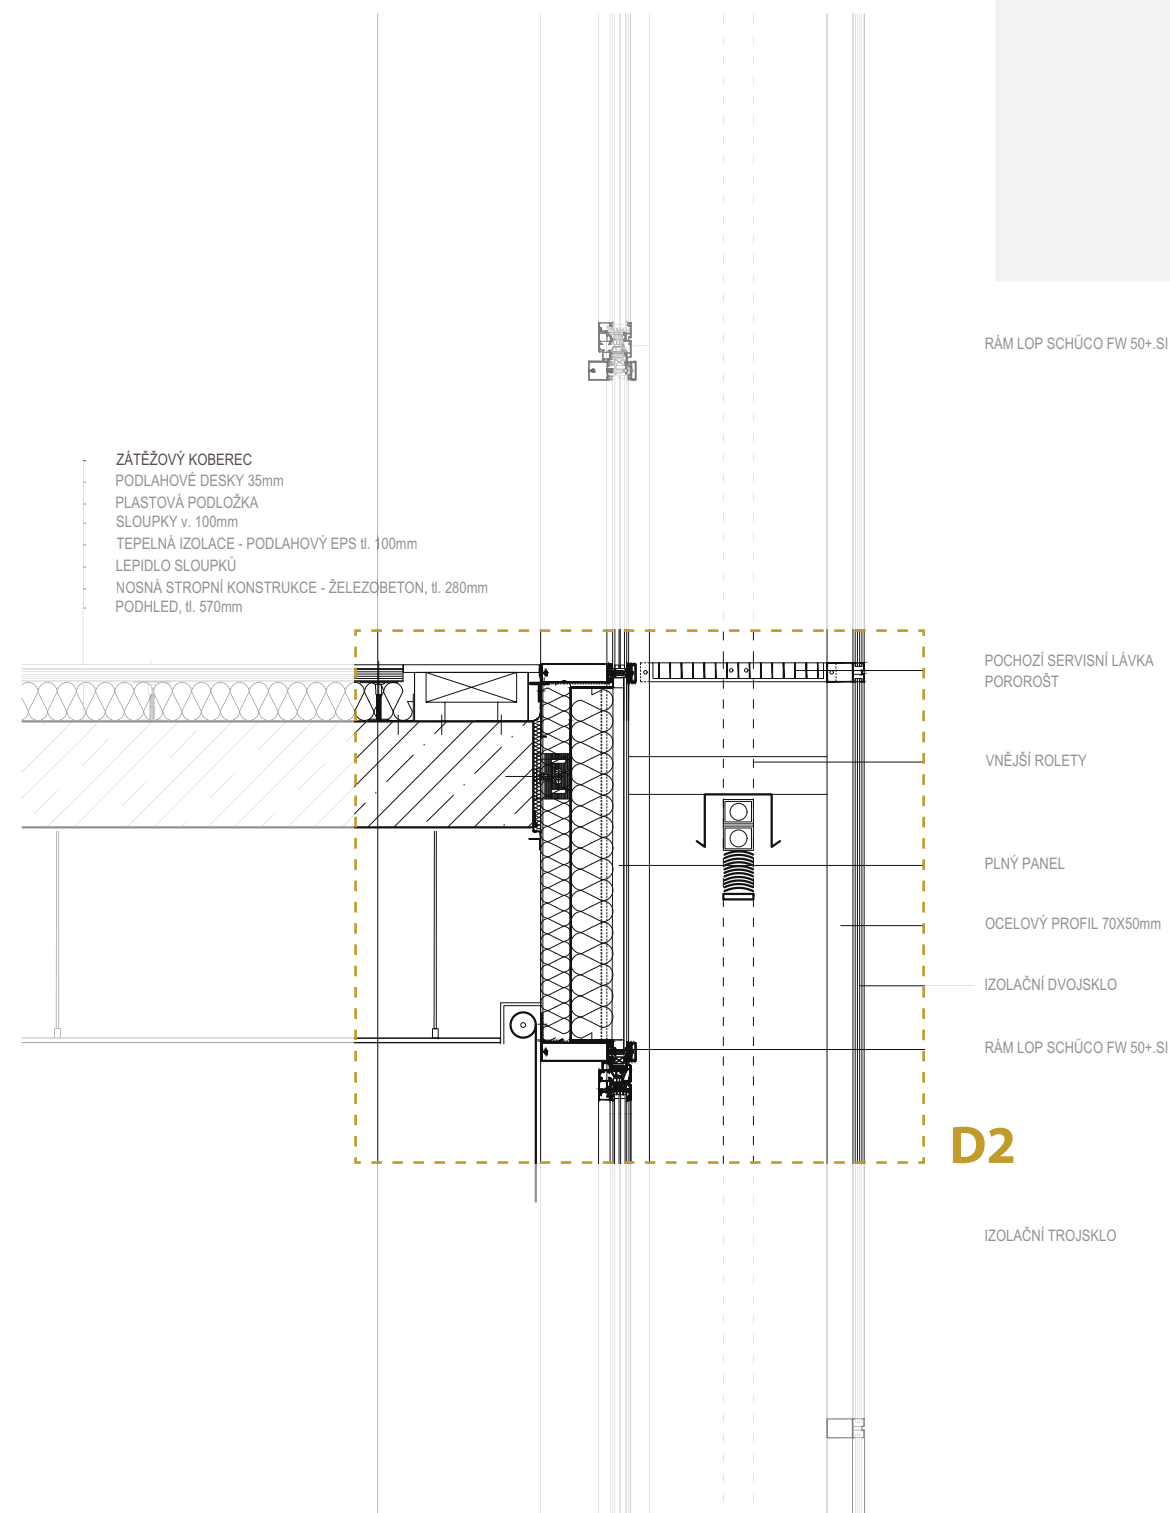 RÁM LOP SCHÜCO FW 50+.SI
- ZÁTĚŽOVÝ KOBEREC
- PODLAHOVÉ DESKY 35mm
- PLASTOVÁ PODLOŽKA
- SLOUPKY v. 100mm
- TEPELNÁ IZOLACE - PODLAHOVÝ EPS tl. 100mm
- LEPIDLO SLOUPKŮ
- NOSNÁ STROPNÍ KONSTRUKCE - ŽELEZOBETON, tl. 280mm
- PODHLED, tl. 570mm
POCHOZÍ SERVISNÍ LÁVKA
POROROŠT
VNĚJŠÍ ROLETY
PLNÝ PANEL
OCELOVÝ PROFIL 70X50mm
IZOLAČNÍ DVOJSKLO
RÁM LOP SCHÜCO FW 50+.SI
D2
IZOLAČNÍ TROJSKLO